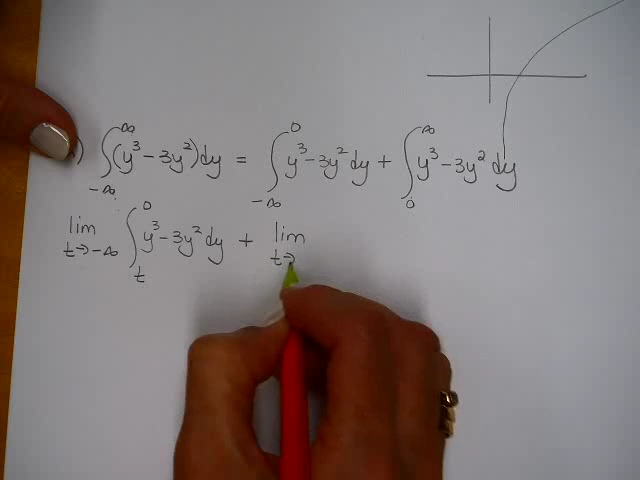 ) ∫_{-∞}^{∞} (y³ - 3y²) dy = ∫_{-∞}^{0} y³ - 3y² dy + ∫_{0}^{∞} y³ - 3y² dy
lim_{t→-∞} ∫_{t}^{0} y³ - 3y² dy + lim_{t→}